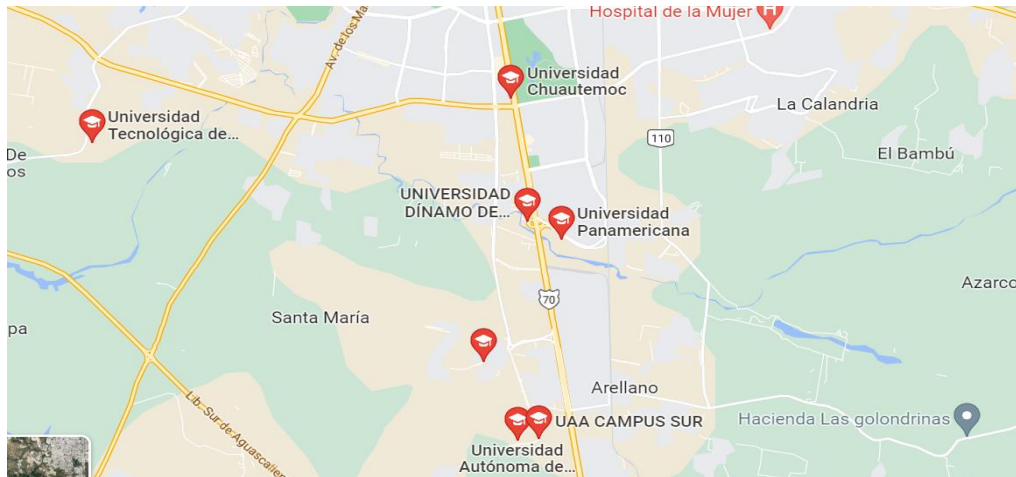 Hospital de la Mujer
Av. de los Ma
Universidad
Chuautemoc
La Calandria
Universidad
Tecnológica de...
110
De
os
El Bambú
UNIVERSIDAD
DÍNAMO DE...
Universidad
Panamericana
Azarco
70
Santa María
pa
Arellano
Lib. Sur de Aguascalien
UAA CAMPUS SUR
Hacienda Las golondrinas
Universidad
Autónoma de...